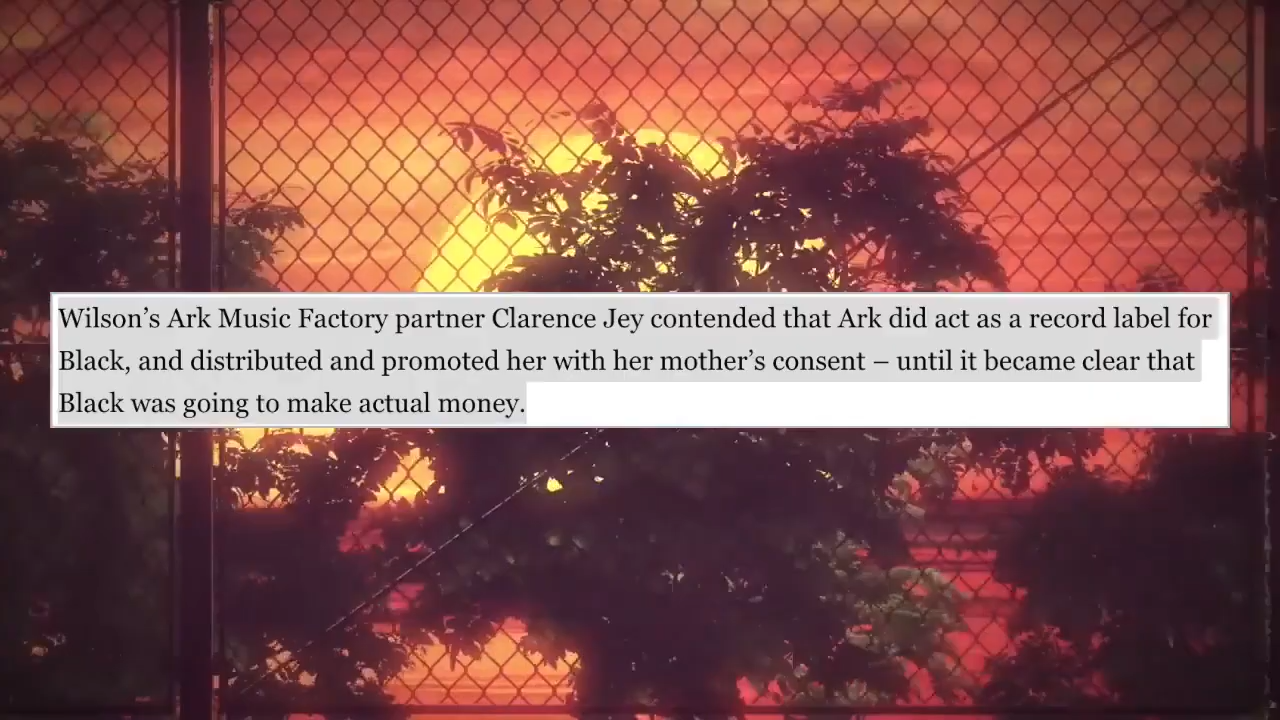 Wilson’s Ark Music Factory partner Clarence Jey contended that Ark did act as a record label for
Black, and distributed and promoted her with her mother’s consent – until it became clear that
Black was going to make actual money.